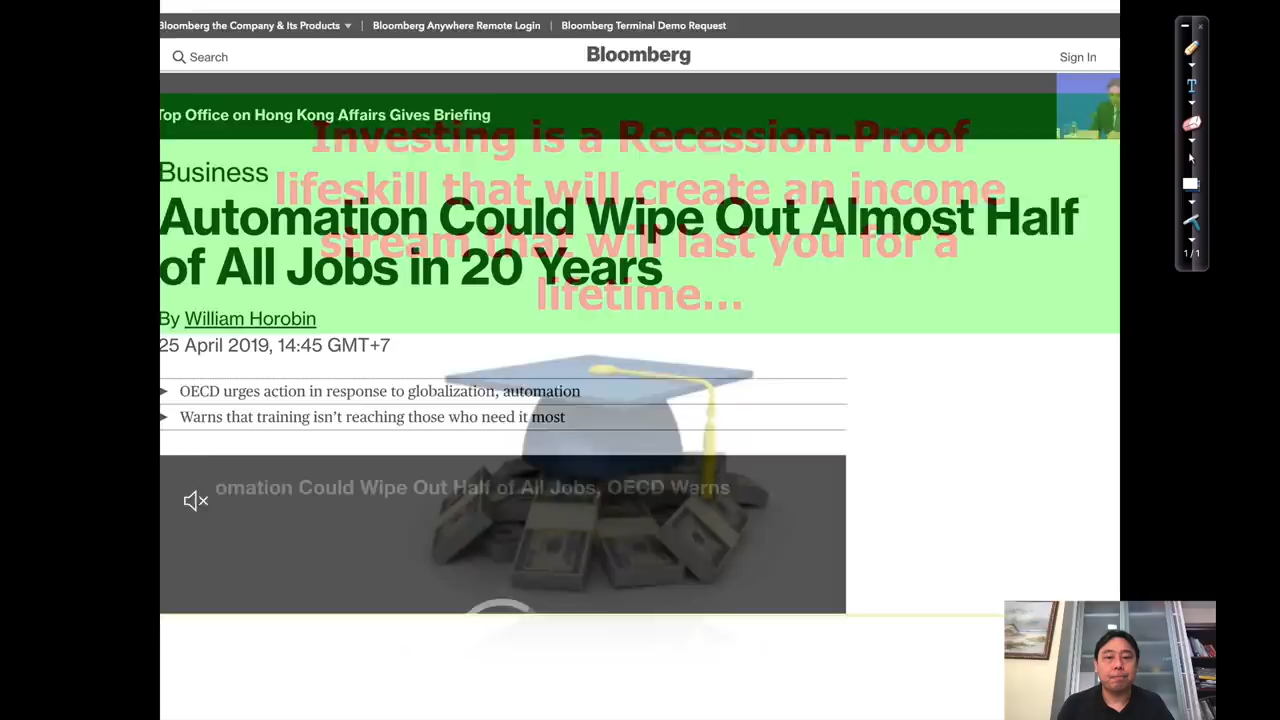 Bloomberg the Company & Its Products
Bloomberg Anywhere Remote Login
Bloomberg Terminal Demo Request
Search
Bloomberg
Sign In
Top Office on Hong Kong Affairs Gives Briefing
Investing is a Recession-Proof
lifeskill that will create an income
stream that will last you for a
lifetime...
Business
Automation Could Wipe Out Almost Half
of All Jobs in 20 Years
By William Horobin
25 April 2019, 14:45 GMT+7
OECD urges action in response to globalization, automation
Warns that training isn't reaching those who need it most
omation Could Wipe Out Half of All Jobs, OECD Warns
T
1/1